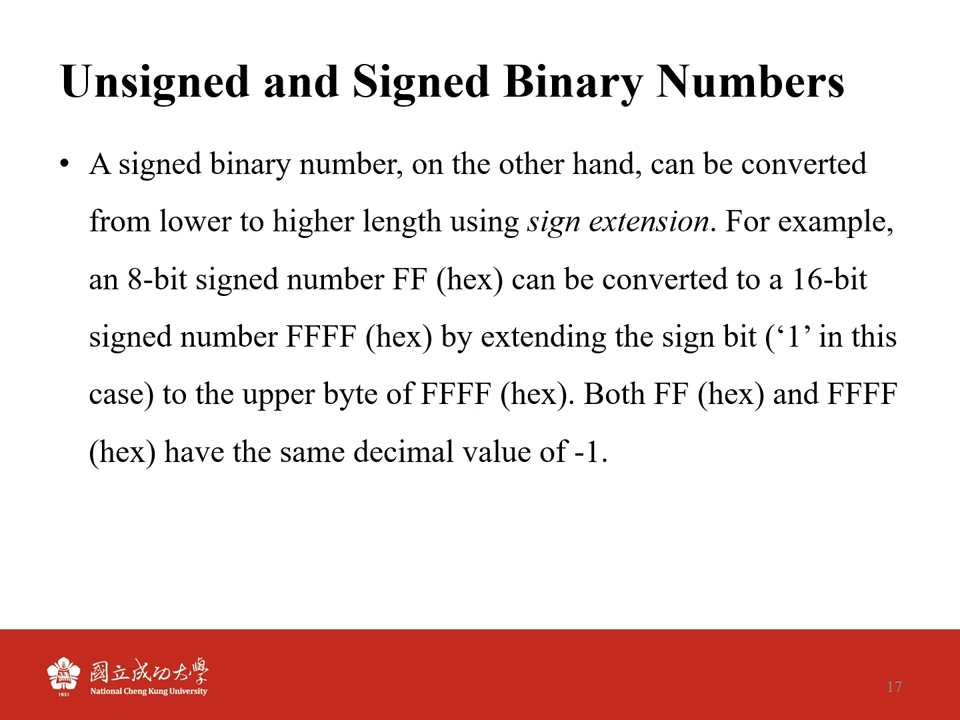 Unsigned and Signed Binary Numbers
• A signed binary number, on the other hand, can be converted
from lower to higher length using sign extension. For example,
an 8-bit signed number FF (hex) can be converted to a 16-bit
signed number FFFF (hex) by extending the sign bit (‘1’ in this
case) to the upper byte of FFFF (hex). Both FF (hex) and FFFF
(hex) have the same decimal value of -1.
國立成功大學
National Cheng Kung University
1931
17